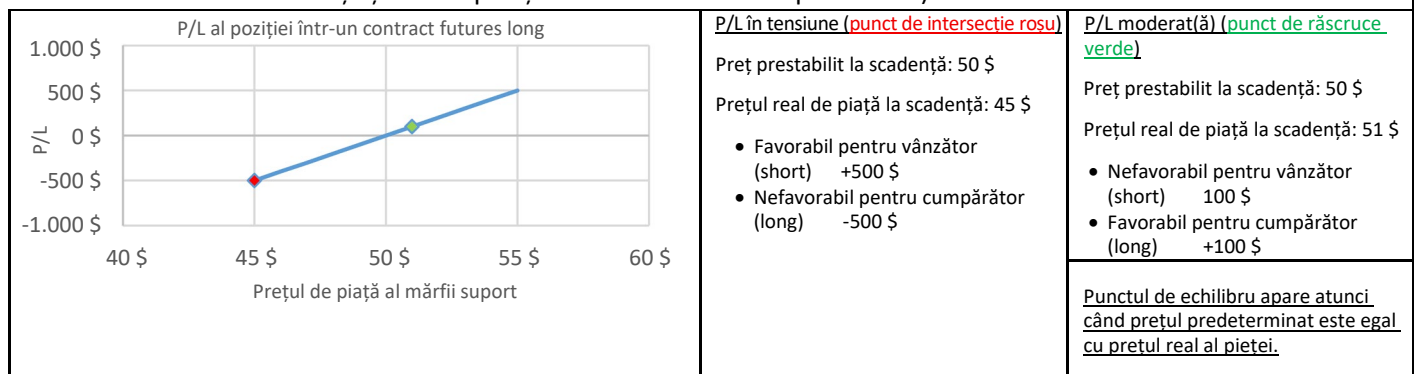 P/L al poziției într-un contract futures long
1.000 $
500 $
0 $
-500 $
-1.000 $
P/L
40 $ 45 $ 50 $ 55 $ 60 $
Prețul de piață al mărfii suport
P/L în tensiune (punct de intersecție roșu)
Preț prestabilit la scadență: 50 $
Prețul real de piață la scadență: 45 $
• Favorabil pentru vânzător
(short) +500 $
• Nefavorabil pentru cumpărător
(long) -500 $
P/L moderat(ă) (punct de răscruce
verde)
Preț prestabilit la scadență: 50 $
Prețul real de piață la scadență: 51 $
• Nefavorabil pentru vânzător
(short) 100 $
• Favorabil pentru cumpărător
(long) +100 $
Punctul de echilibru apare atunci
când prețul predeterminat este egal
cu prețul real al pieței.